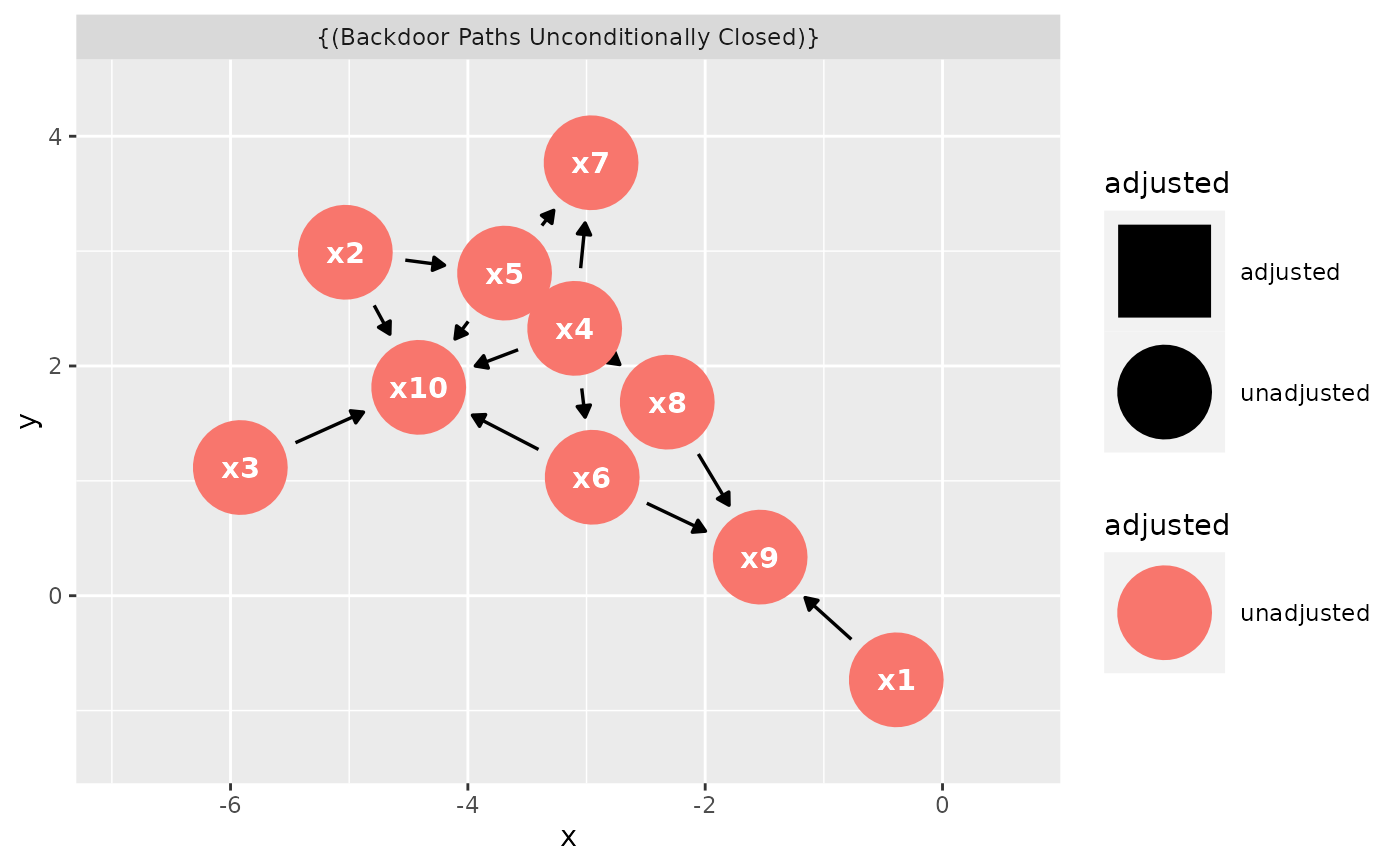 {(Backdoor Paths Unconditionally Closed)}
4
2
0
y
x7
x2
x5
x4
x10
x8
x3
x6
x9
x1
-6
-4
-2
0
x
adjusted
adjusted
unadjusted
adjusted
unadjusted